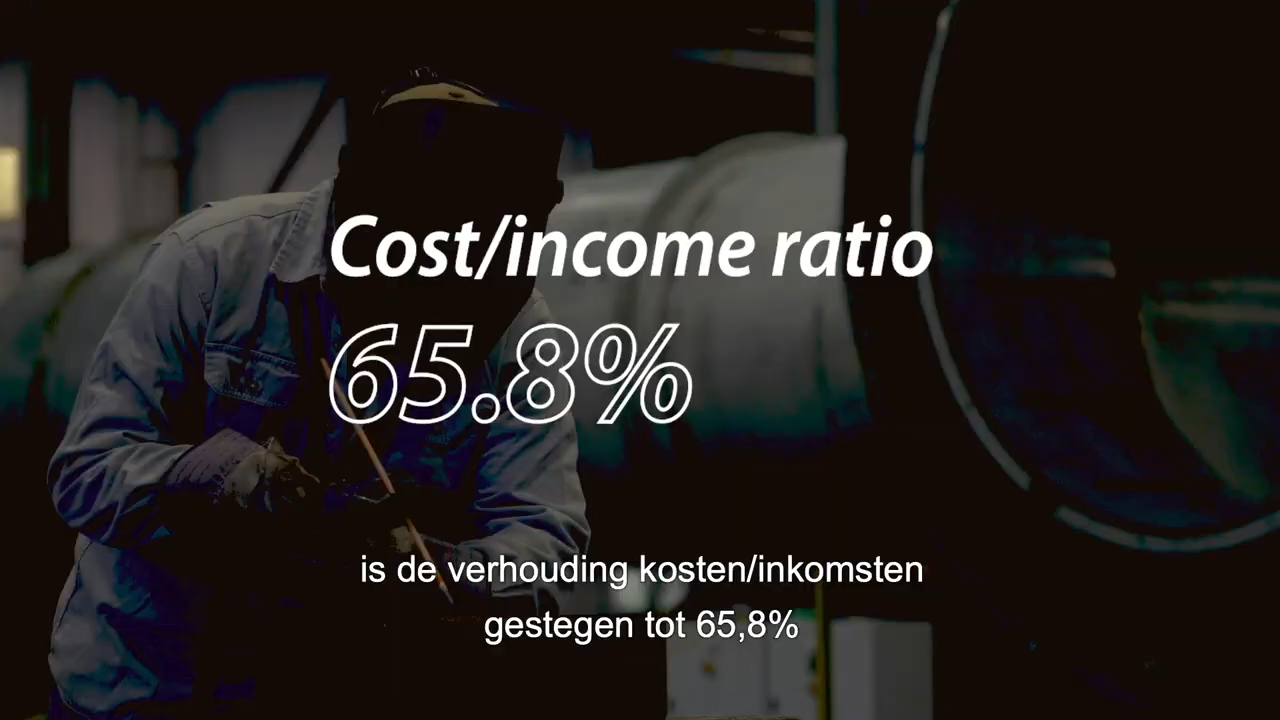 Cost/income ratio
65.8%
is de verhouding kosten/inkomsten
gestegen tot 65,8%